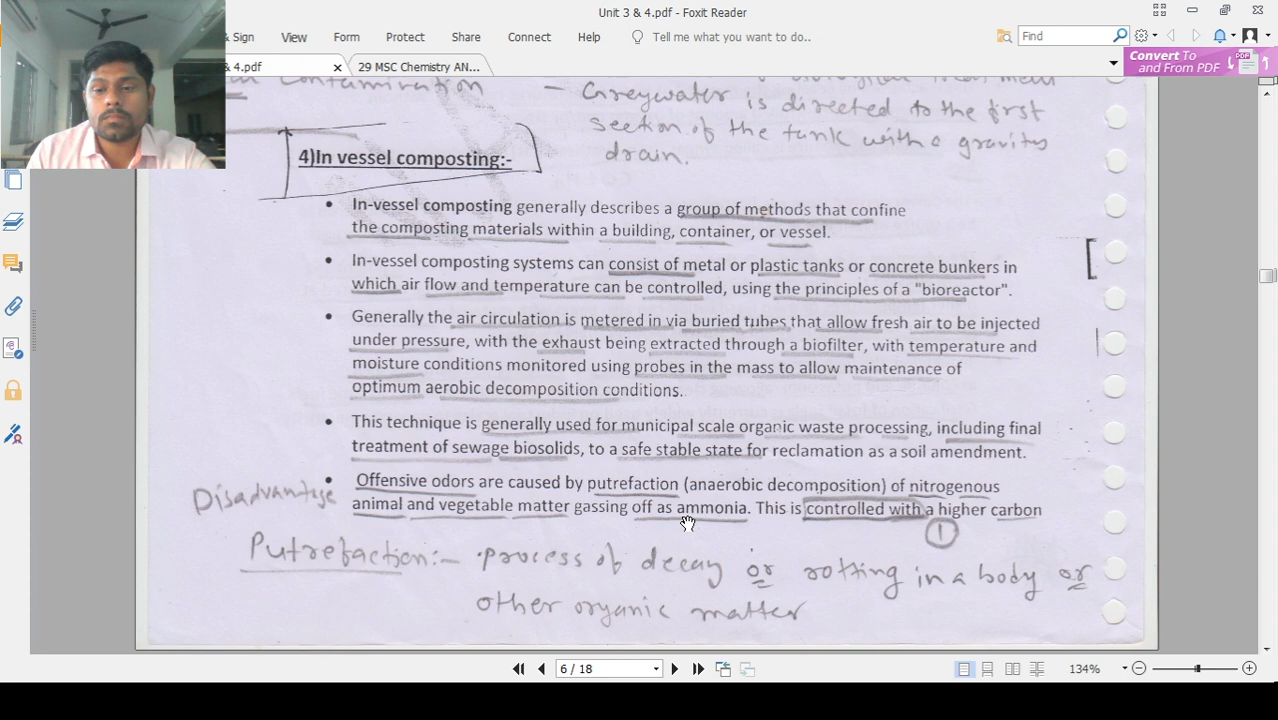 Unit 3 & 4.pdf - Foxit Reader
& Sign View Form Protect Share Connect Help Tell me what you want to do.. Find
4.pdf 29 MSC Chemistry AN... Convert To
and From PDF
Contamination
- Greywater is directed to the first
section of the tank with a gravity
drain.
4)In vessel composting:-
• In-vessel composting generally describes a group of methods that confine
the composting materials within a building, container, or vessel.
• In-vessel composting systems can consist of metal or plastic tanks or concrete bunkers in
which air flow and temperature can be controlled, using the principles of a "bioreactor".
• Generally the air circulation is metered in via buried tubes that allow fresh air to be injected
under pressure, with the exhaust being extracted through a biofilter, with temperature and
moisture conditions monitored using probes in the mass to allow maintenance of
optimum aerobic decomposition conditions.
• This technique is generally used for municipal scale organic waste processing, including final
treatment of sewage biosolids, to a safe stable state for reclamation as a soil amendment.
Disadvantage • Offensive odors are caused by putrefaction (anaerobic decomposition) of nitrogenous
animal and vegetable matter gassing off as ammonia. This is controlled with a higher carbon
1
Putrefaction:- process of decay or rotting in a body or
other organic matter
6 / 18 134%